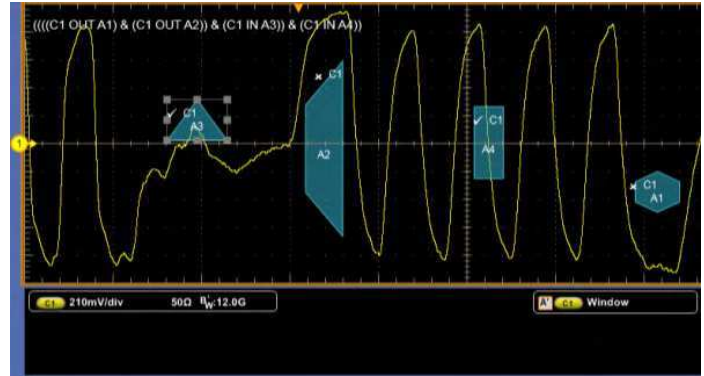 ((((C1 OUT A1) & (C1 OUT A2)) & (C1 IN A3)) & (C1 IN A4))
C1
C1
A3
1
A2
C1
A4
C1
A1
C1 210mV/div 50Ω BW:12.0G
A' C1 Window